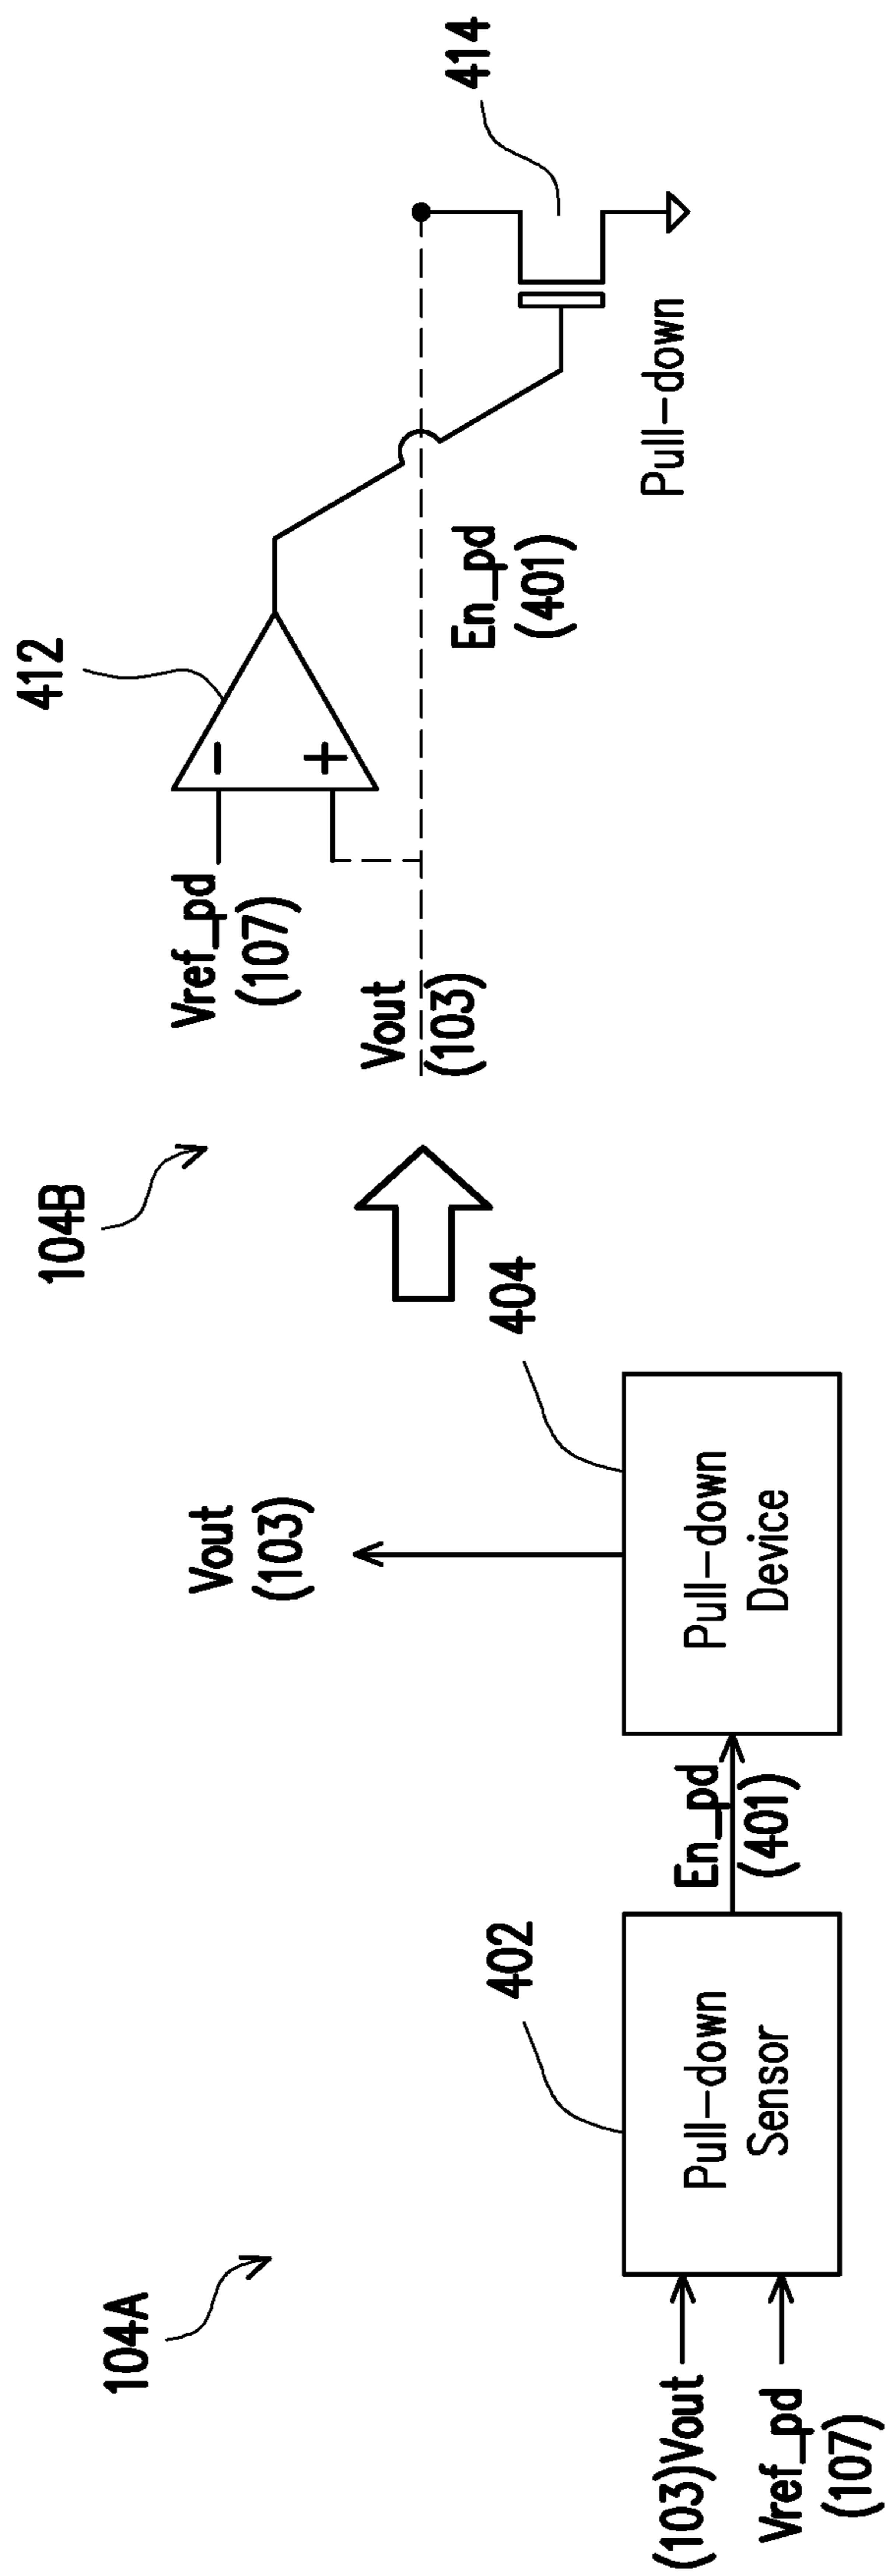 104A
(103)Vout
Vref_pd
(107)
402
Pull-down
Sensor
En_pd
(401)
404
Pull-down
Device
Vout
(103)
104B
Vref_pd
(107)
Vout
(103)
412
-
+
En_pd
(401)
414
Pull-down